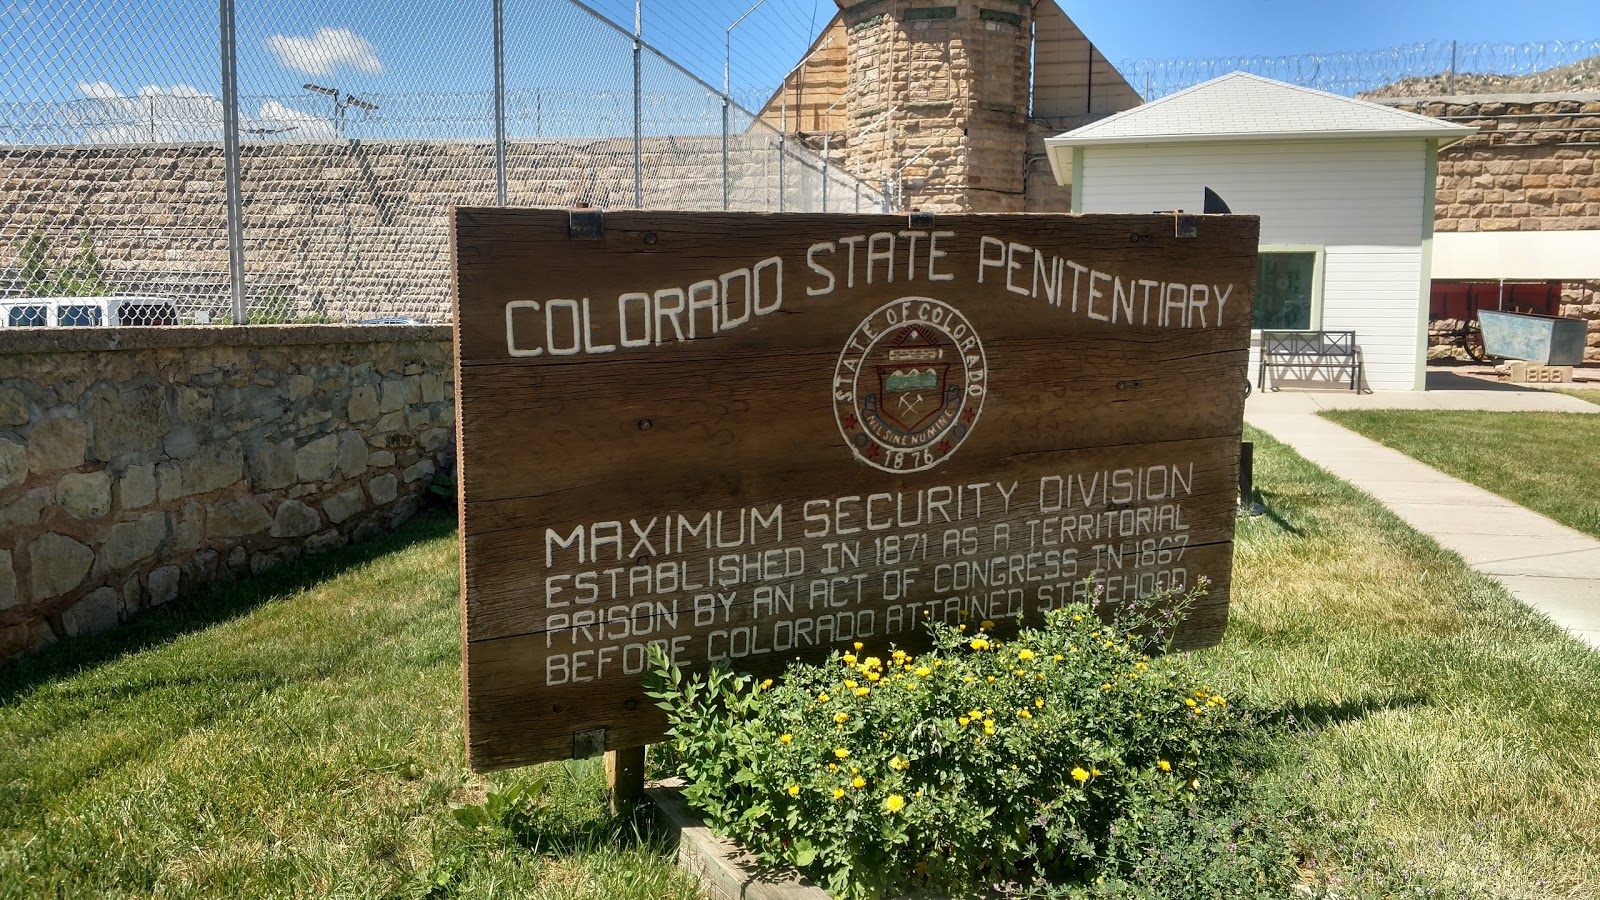 COLORADO STATE PENITENTIARY
STATE OF COLORADO
NIL SINE NUMINE
1876
MAXIMUM SECURITY DIVISION
ESTABLISHED IN 1871 AS A TERRITORIAL
PRISON BY AN ACT OF CONGRESS IN 1867
BEFORE COLORADO ATTAINED STATEHOOD